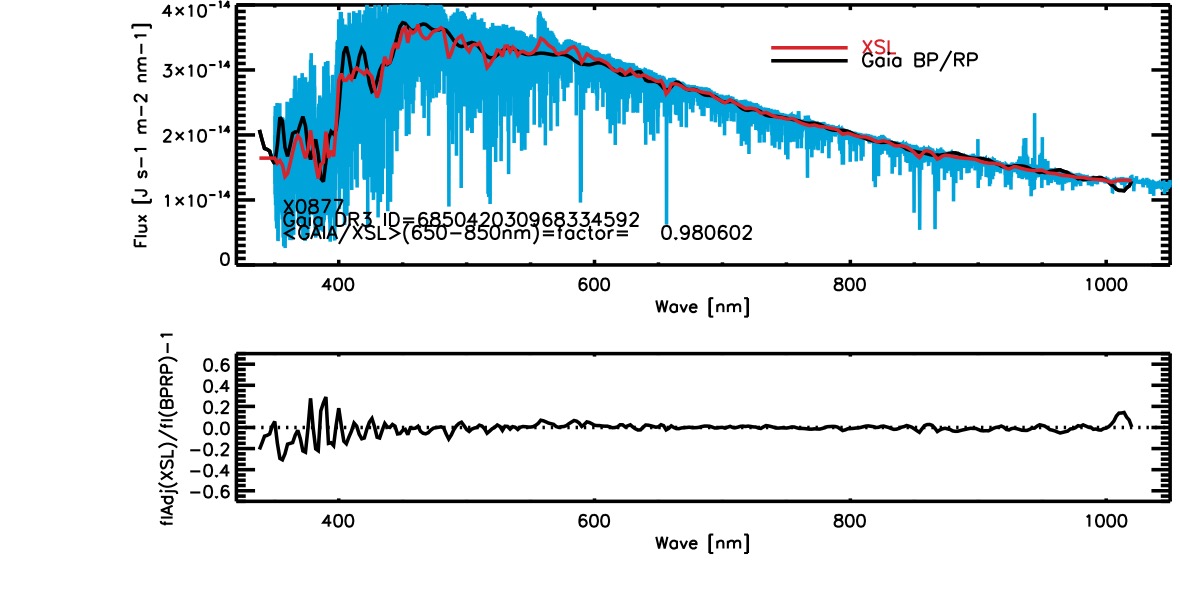 4×10⁻¹⁴
3×10⁻¹⁴
2×10⁻¹⁴
1×10⁻¹⁴
0
Flux [J s−1 m−2 nm−1]
XSL
Gaia BP/RP
X0877
Gaia DR3 ID=6850420309683334592
<GAIA/XSL>(650−850nm)=factor= 0.980602
400 600 800 1000
Wave [nm]
flAdj(XSL)/fl(BPRP)−1
0.6
0.4
0.2
0.0
−0.2
−0.4
−0.6
400 600 800 1000
Wave [nm]